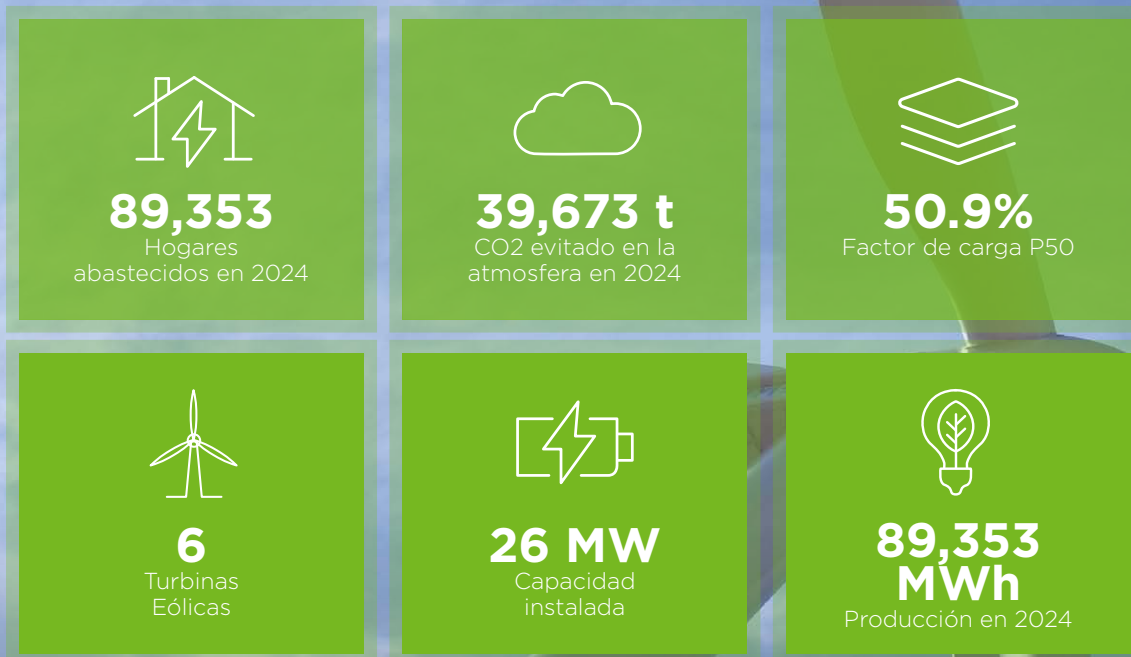 89,353
Hogares
abastecidos en 2024
39,673 t
CO2 evitado en la
atmosfera en 2024
50.9%
Factor de carga P50
6
Turbinas
Eólicas
26 MW
Capacidad
instalada
89,353
MWh
Producción en 2024